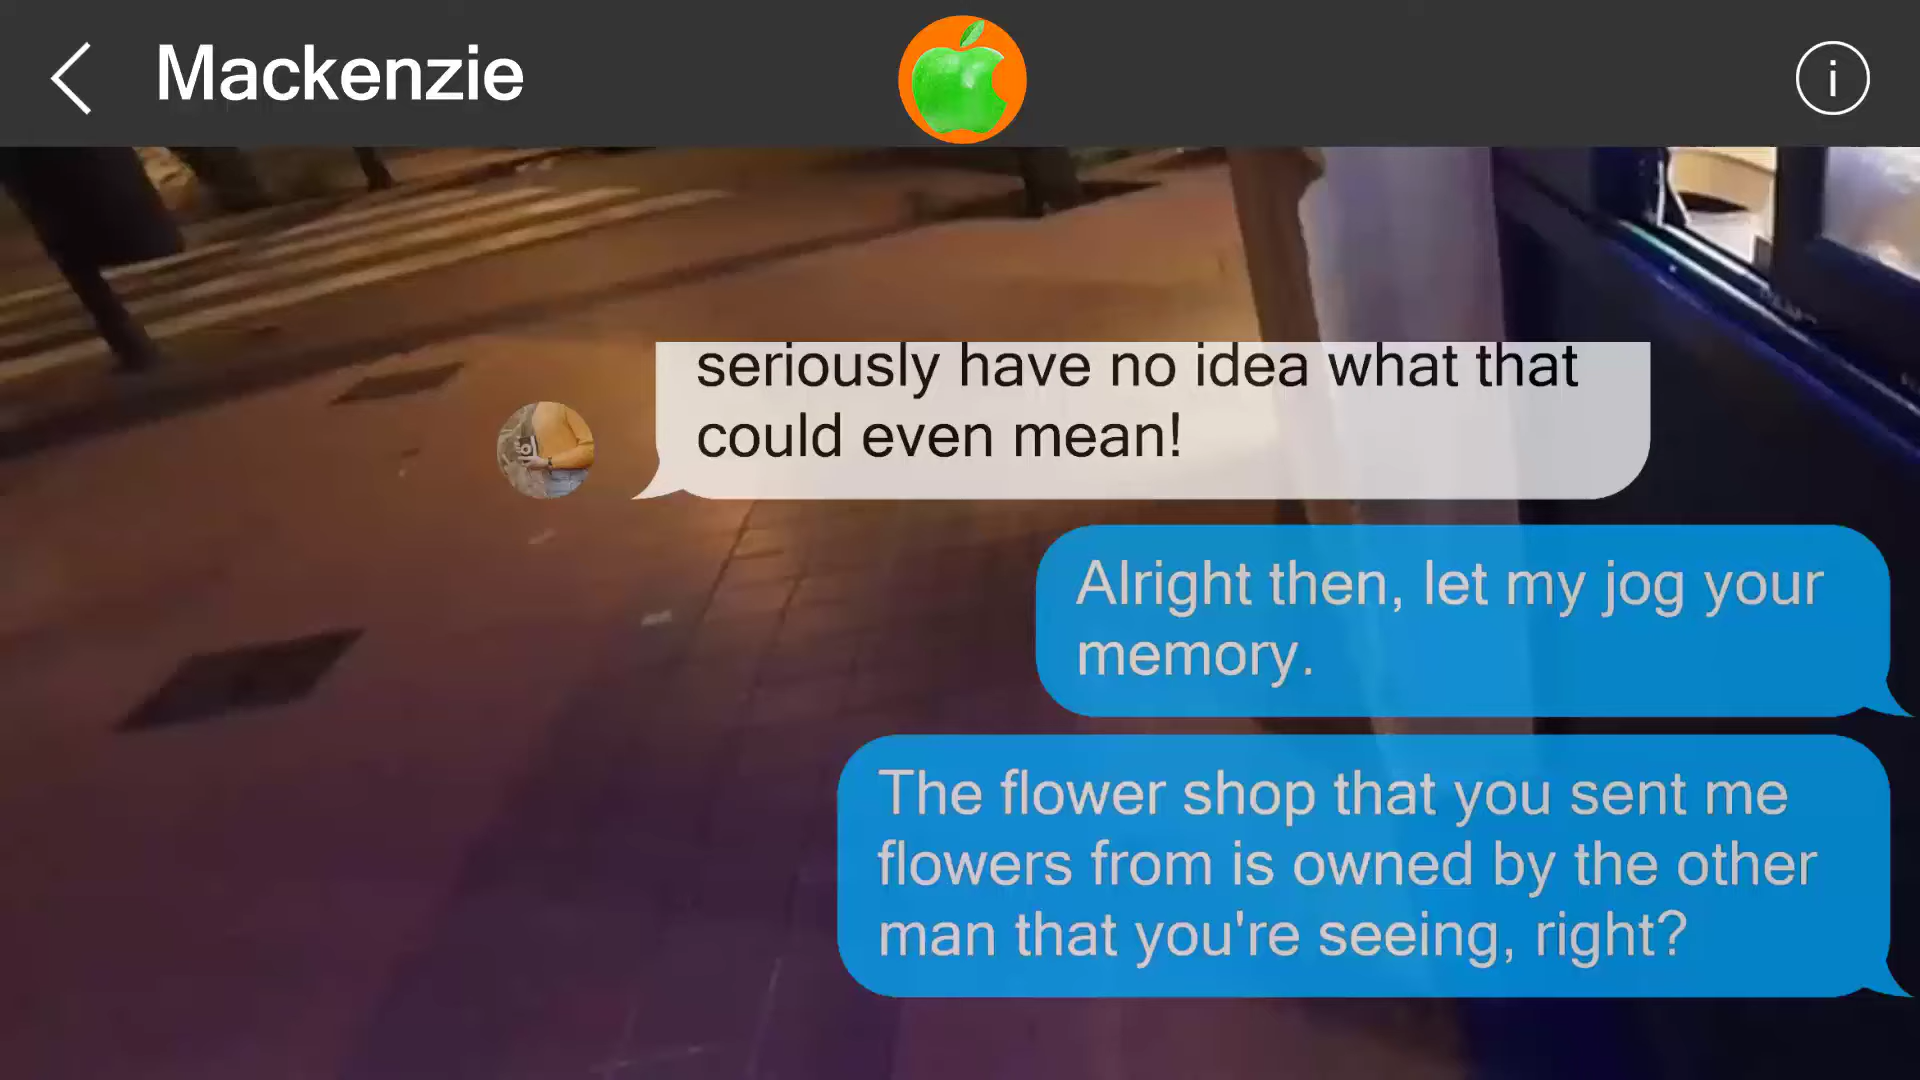 Mackenzie
i
seriously have no idea what that
could even mean!
Alright then, let my jog your
memory.
The flower shop that you sent me
flowers from is owned by the other
man that you're seeing, right?